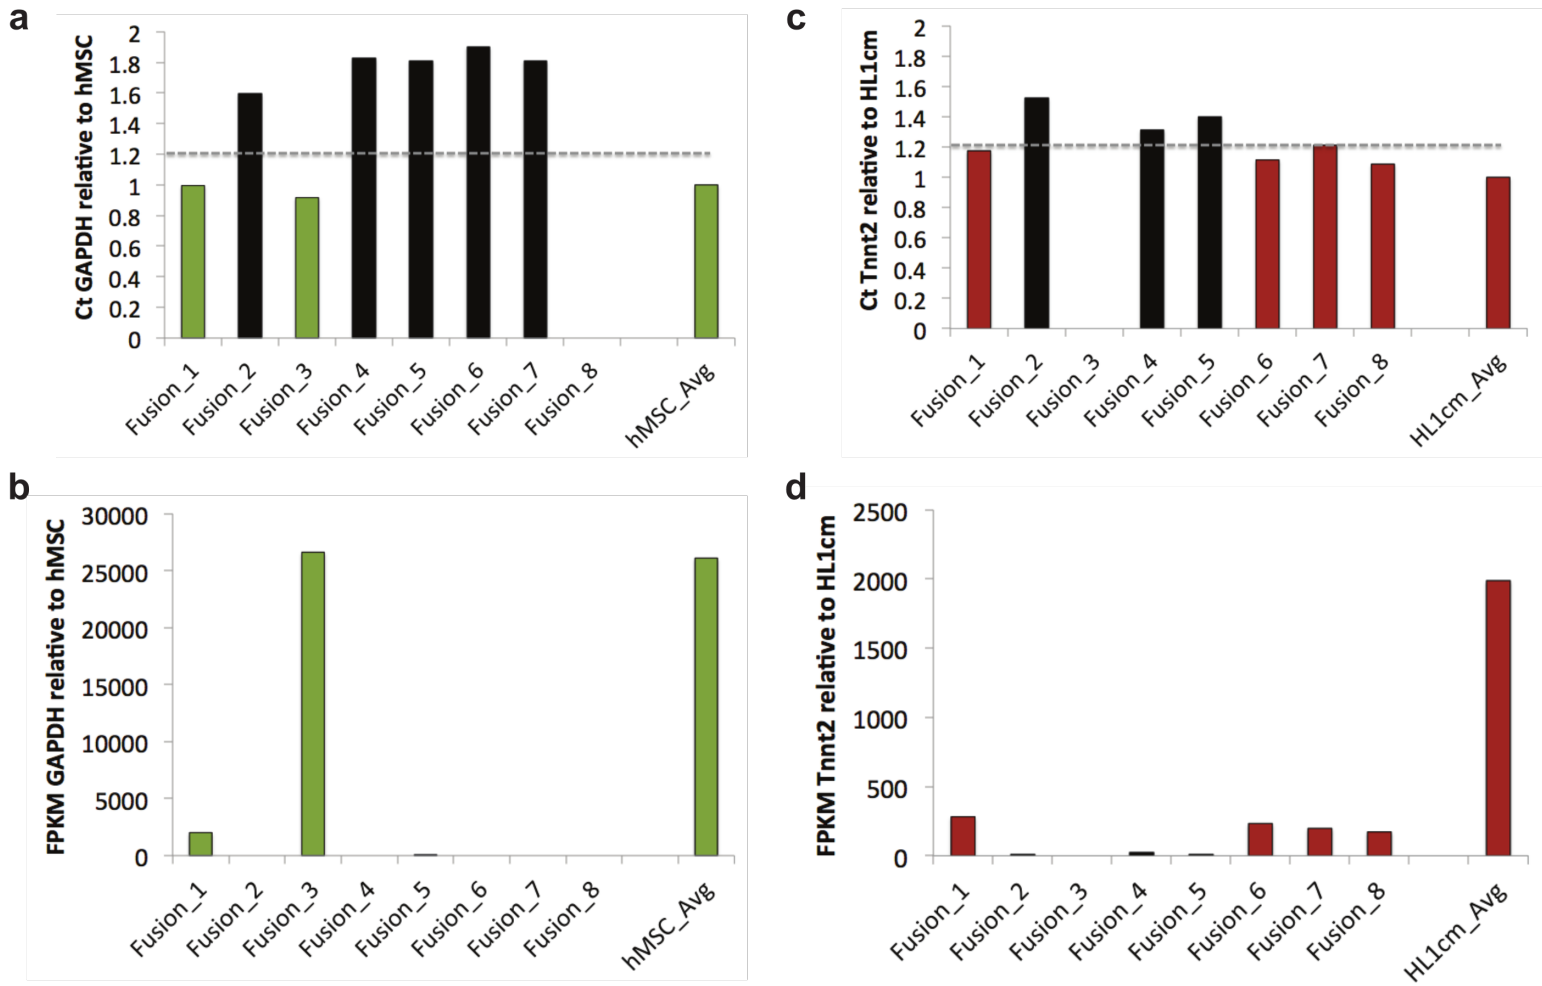 a
Ct GAPDH relative to hMSC
2
1.8
1.6
1.4
1.2
1
0.8
0.6
0.4
0.2
0
Fusion_1
Fusion_2
Fusion_3
Fusion_4
Fusion_5
Fusion_6
Fusion_7
Fusion_8
hMSC_Avg
b
FPKM GAPDH relative to hMSC
30000
25000
20000
15000
10000
5000
0
Fusion_1
Fusion_2
Fusion_3
Fusion_4
Fusion_5
Fusion_6
Fusion_7
Fusion_8
hMSC_Avg
c
Ct Tnnt2 relative to HL1cm
2
1.8
1.6
1.4
1.2
1
0.8
0.6
0.4
0.2
0
Fusion_1
Fusion_2
Fusion_3
Fusion_4
Fusion_5
Fusion_6
Fusion_7
Fusion_8
HL1cm_Avg
d
FPKM Tnnt2 relative to HL1cm
2500
2000
1500
1000
500
0
Fusion_1
Fusion_2
Fusion_3
Fusion_4
Fusion_5
Fusion_6
Fusion_7
Fusion_8
HL1cm_Avg